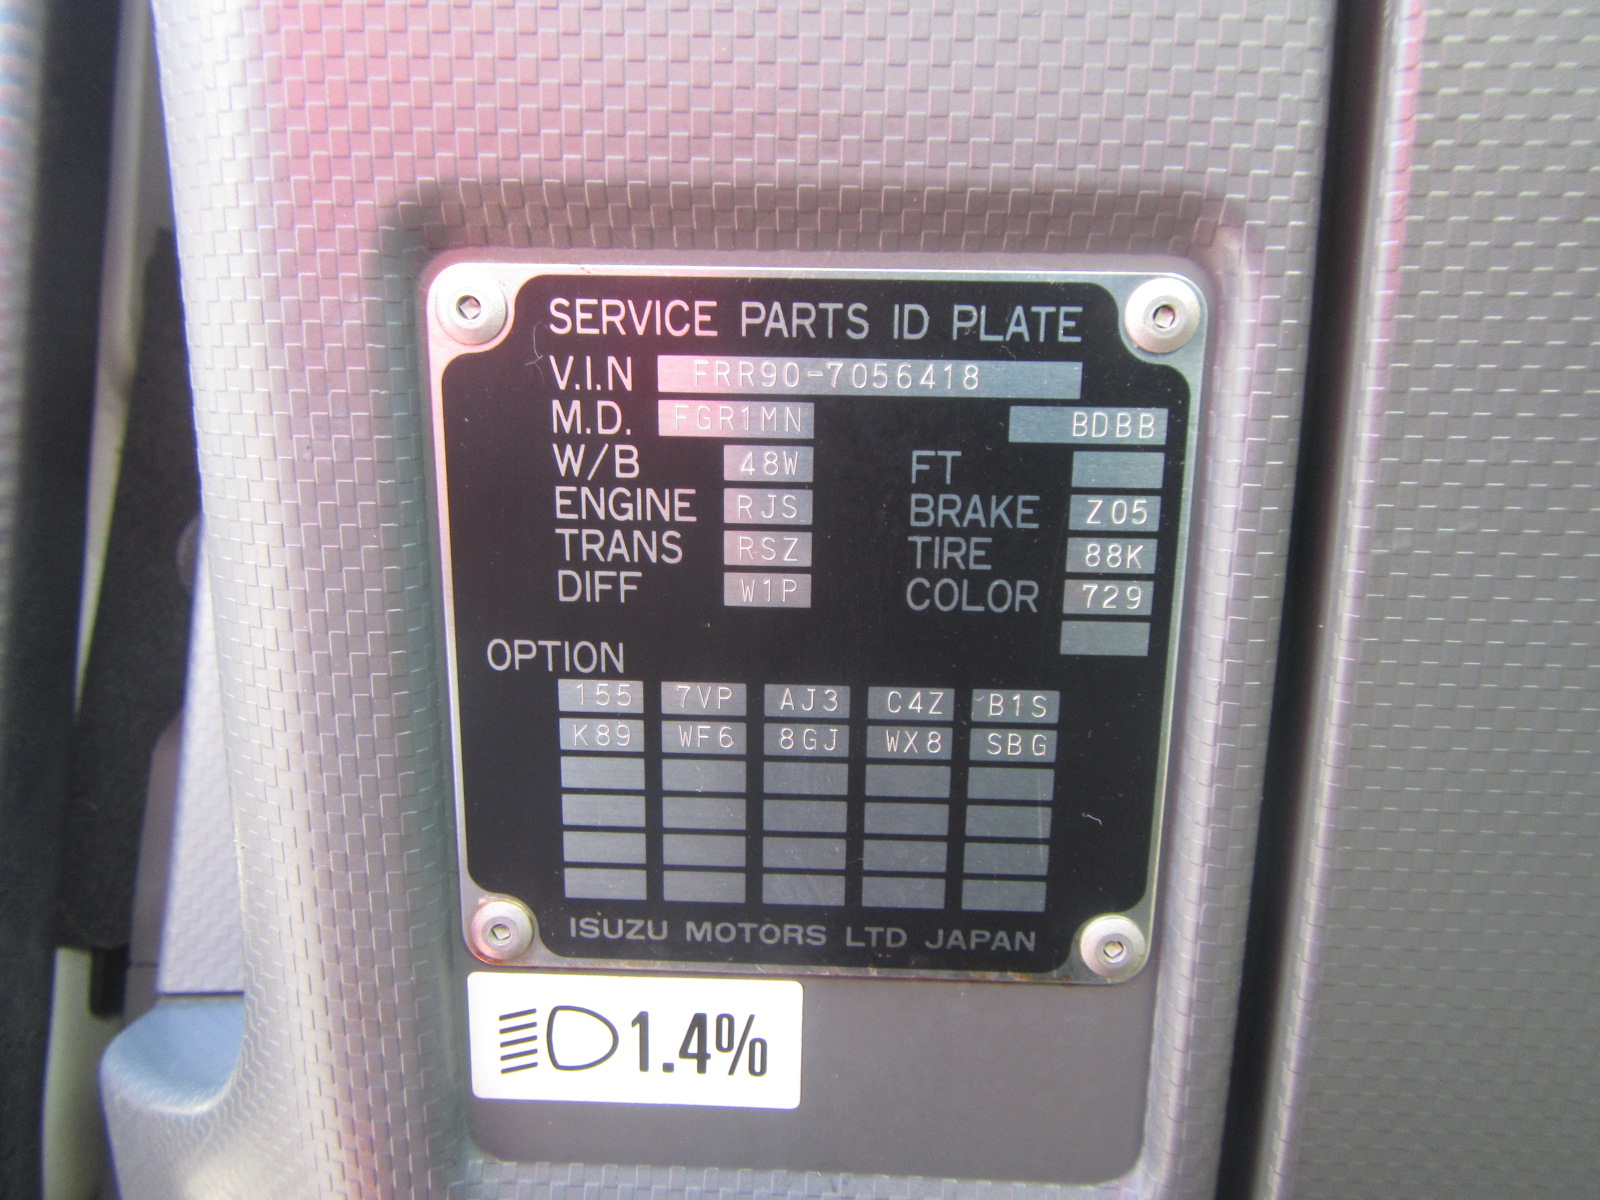 SERVICE PARTS ID PLATE
V.I.N FRR90-7056418
M.D. FGR1MN BDBB
W/B 48W FT
ENGINE RJS BRAKE Z05
TRANS RSZ TIRE 88K
DIFF W1P COLOR 729
OPTION
155 7VP AJ3 C4Z B1S
K89 WF6 8GJ WX8 SBG
ISUZU MOTORS LTD JAPAN
1.4%